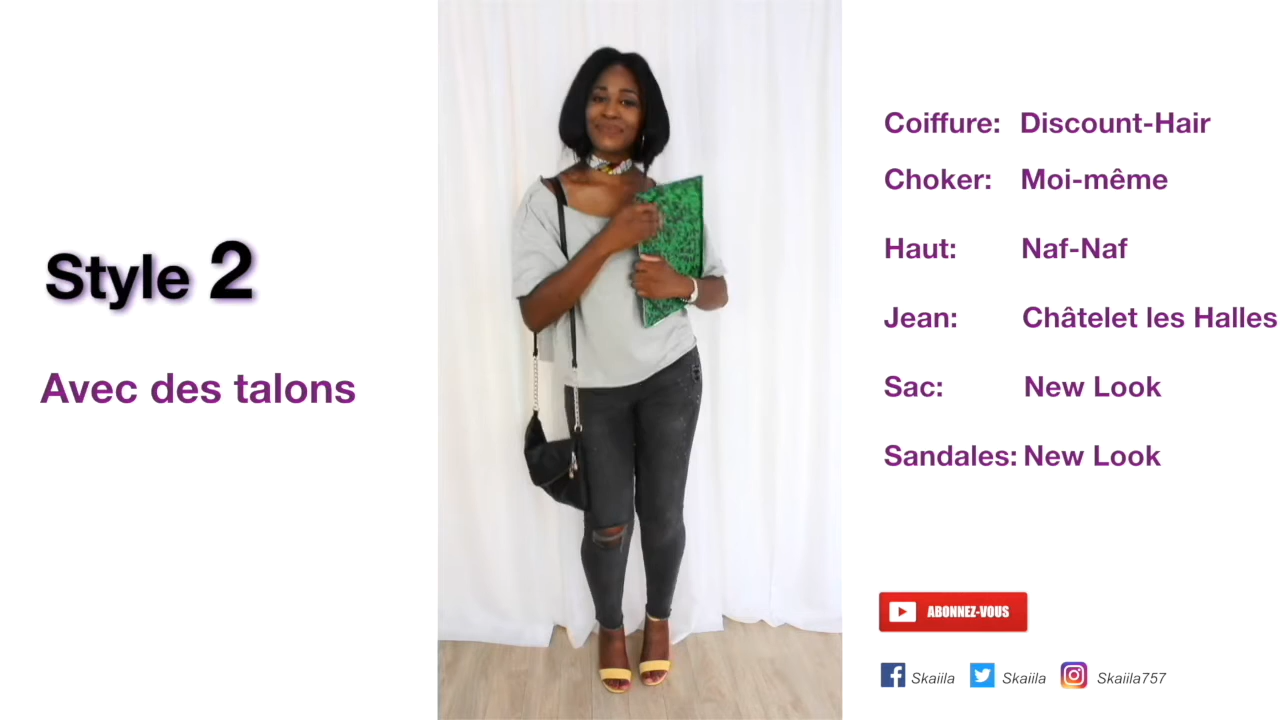 Style 2
Avec des talons
Coiffure: Discount-Hair
Choker: Moi-même
Haut: Naf-Naf
Jean: Châtelet les Halles
Sac: New Look
Sandales: New Look
ABONNEZ-VOUS
Skaiila Skaiila Skaiila757